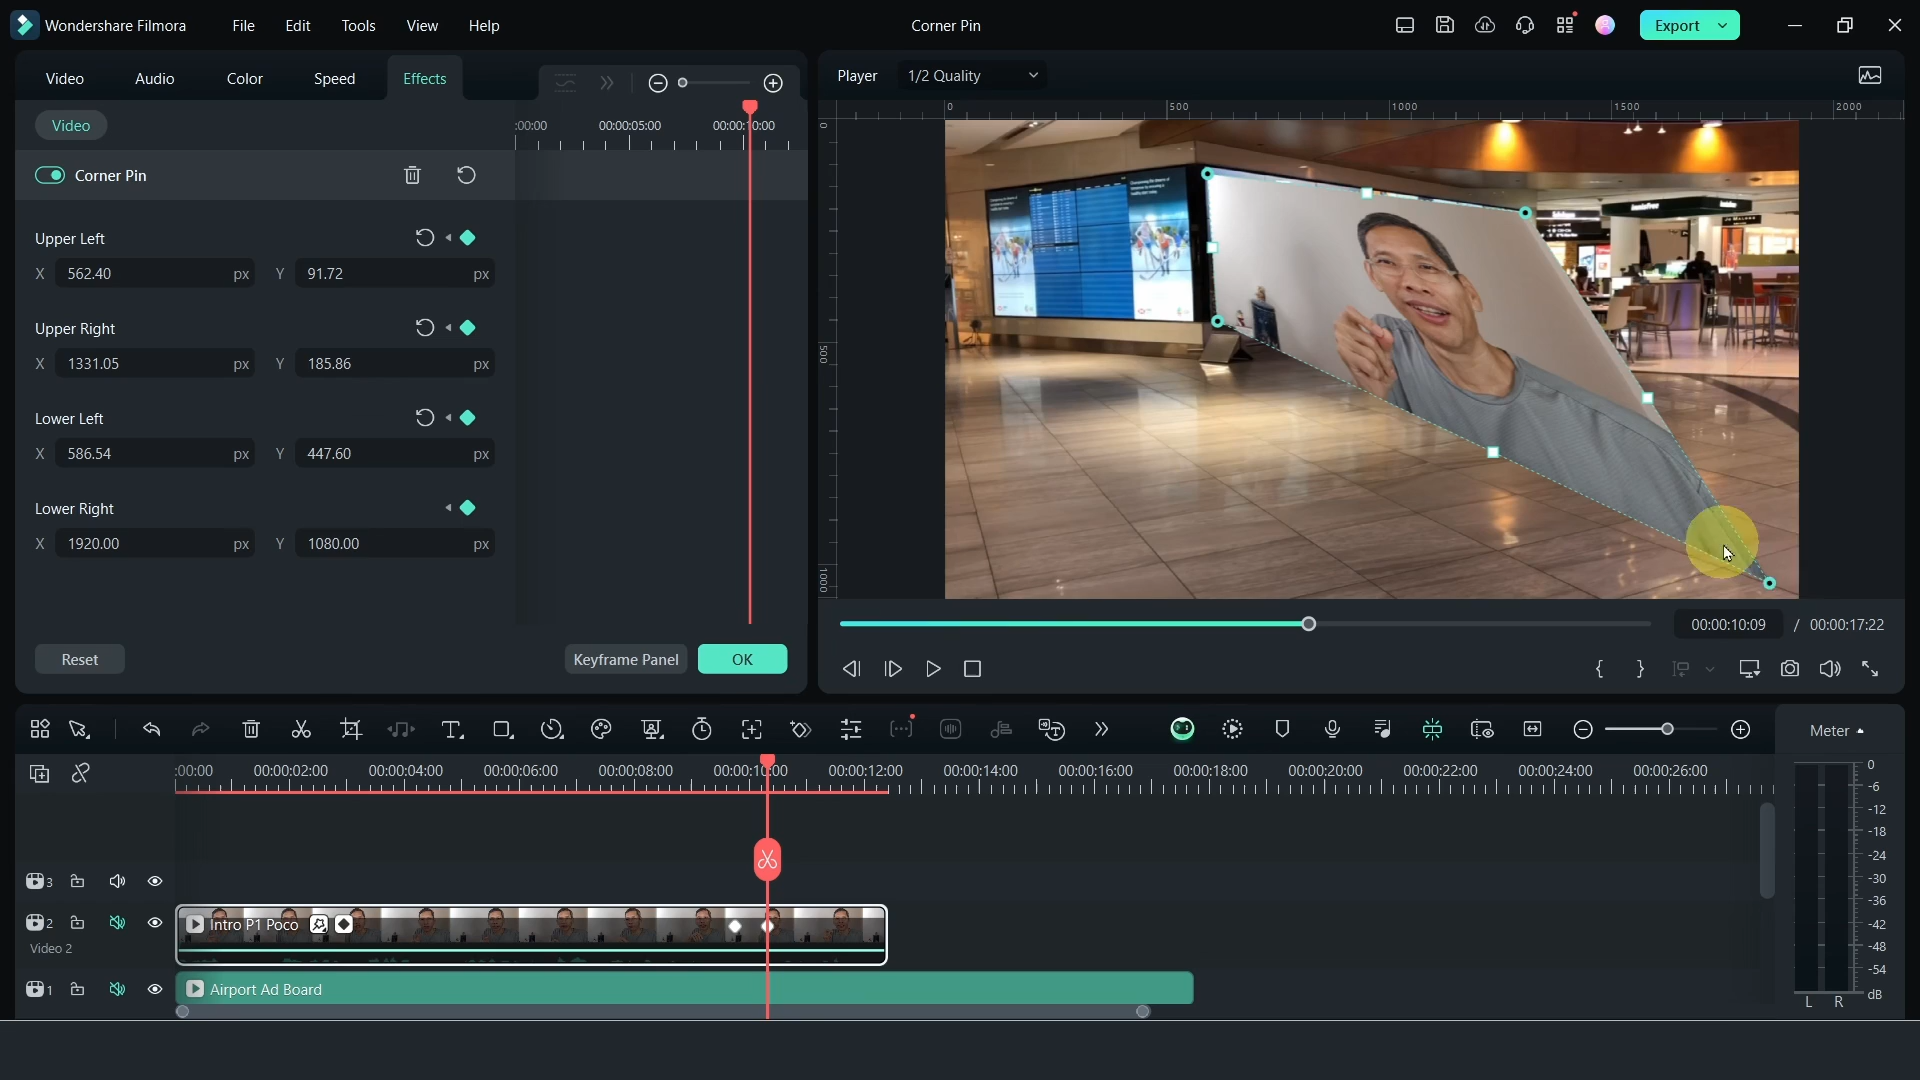 Wondershare Filmora
File
Edit
Tools
View
Help
Corner Pin
Export
Video
Audio
Color
Speed
Effects
Player
1/2 Quality
Video
:00:00
00:00:05:00
00:00:10:00
0
500
1000
1500
2000
0
500
1000
Corner Pin
Upper Left
X 562.40 px Y 91.72 px
Upper Right
X 1331.05 px Y 185.86 px
Lower Left
X 586.54 px Y 447.60 px
Lower Right
X 1920.00 px Y 1080.00 px
Reset
Keyframe Panel
OK
00:00:10:09 / 00:00:17:22
Meter
:00:00
00:00:02:00
00:00:04:00
00:00:06:00
00:00:08:00
00:00:10:00
00:00:12:00
00:00:14:00
00:00:16:00
00:00:18:00
00:00:20:00
00:00:22:00
00:00:24:00
00:00:26:00
3
2
Video 2
Intro P1 Poco
1
Airport Ad Board
0
-6
-12
-18
-24
-30
-36
-42
-48
-54
dB
L R